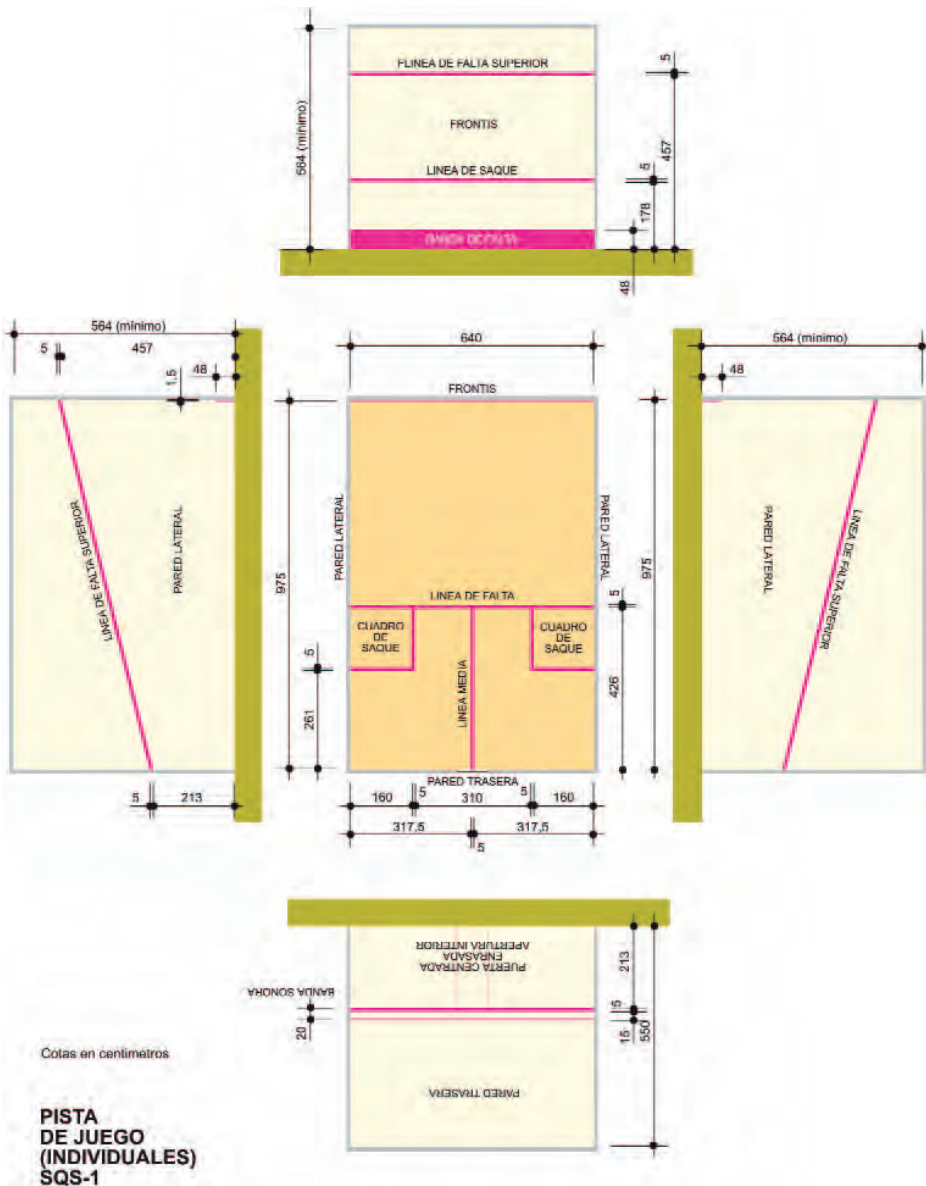 FLINEA DE FALTA SUPERIOR
FRONTIS
LINEA DE SAQUE
BANDA DE FALTA
564 (mínimo)
5
457
5
178
48
564 (mínimo)
5
457
48
1,5
LINEA DE FALTA SUPERIOR
PARED LATERAL
5
213
640
FRONTIS
975
PARED LATERAL
PARED LATERAL
LINEA DE FALTA
CUADRO
DE
SAQUE
CUADRO
DE
SAQUE
LINEA MEDIA
5
261
5
426
PARED TRASERA
160
5
310
5
160
317,5
317,5
5
564 (mínimo)
48
975
PARED LATERAL
LINEA DE FALTA SUPERIOR
PUERTA CENTRADA
ENRASADA
APERTURA INTERIOR
BANDA SONORA
20
213
5
15
550
PARED TRASERA
Cotas en centimetros
PISTA
DE JUEGO
(INDIVIDUALES)
SQS-1